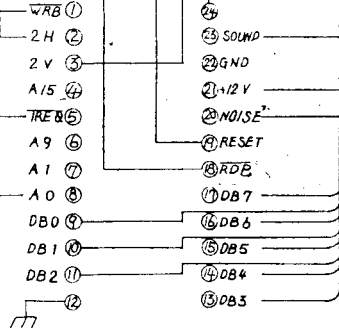 WRB ① ㉔
2H ② ㉓ SOUND
2V ③ ㉒ GND
A15 ④ ㉑ +12V
IREQ ⑤ ⑳ NOISE
A9 ⑥ ⑲ RESET
A1 ⑦ ⑱ RDB
A0 ⑧ ⑰ DB7
DB0 ⑨ ⑯ DB6
DB1 ⑩ ⑮ DB5
DB2 ⑪ ⑭ DB4
⑫ ⑬ DB3